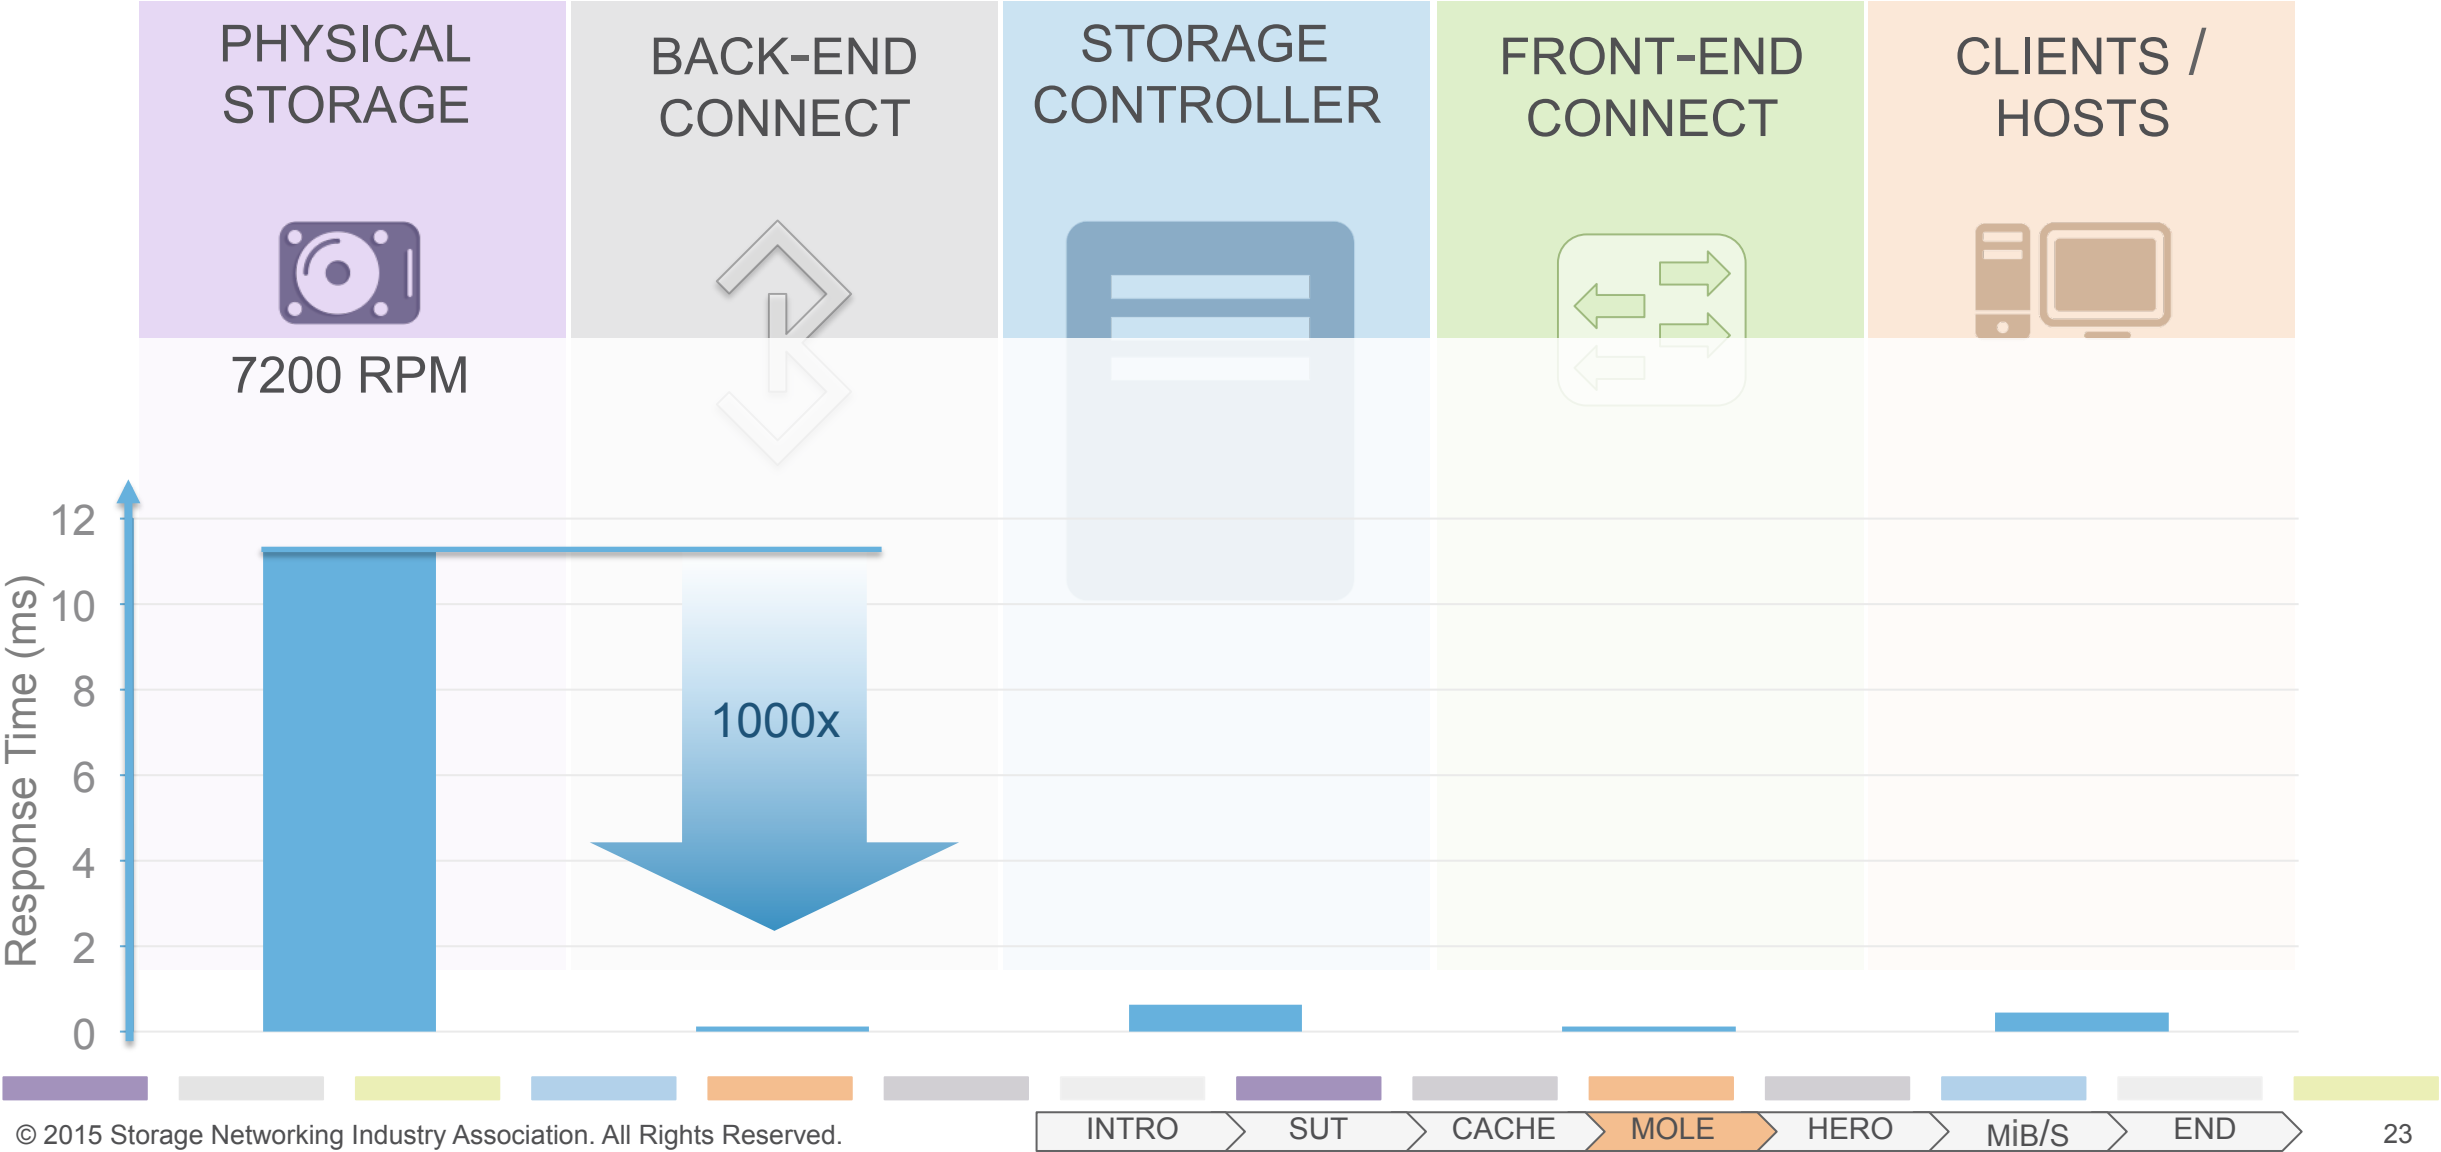 PHYSICAL
STORAGE
BACK-END
CONNECT
STORAGE
CONTROLLER
FRONT-END
CONNECT
CLIENTS /
HOSTS
7200 RPM
Response Time (ms)
12
10
8
6
4
2
0
1000x
© 2015 Storage Networking Industry Association. All Rights Reserved.
INTRO
SUT
CACHE
MOLE
HERO
MiB/S
END
23